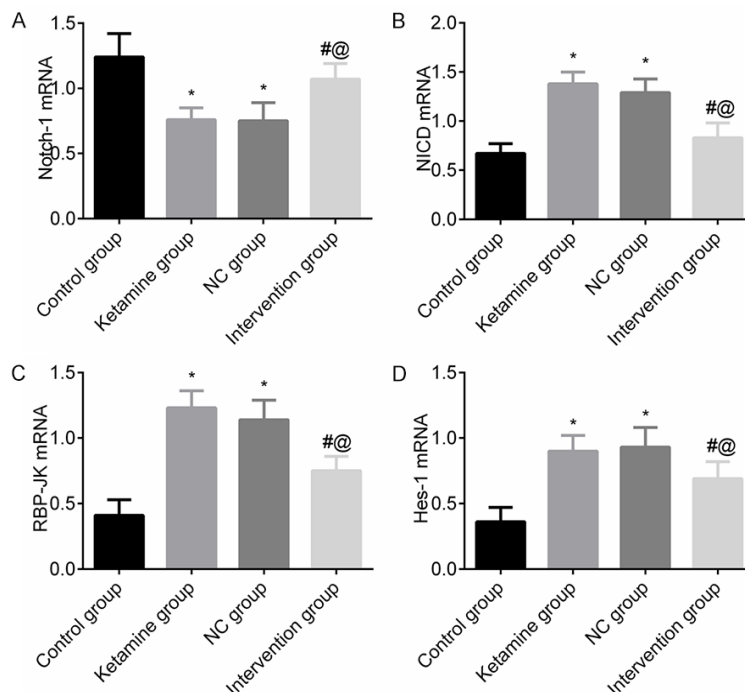 A
Notch-1 mRNA
1.5
1.0
0.5
0.0
*
*
#@
Control group
Ketamine group
NC group
Intervention group
B
NICD mRNA
2.0
1.5
1.0
0.5
0.0
*
*
#@
Control group
Ketamine group
NC group
Intervention group
C
RBP-JK mRNA
1.5
1.0
0.5
0.0
*
*
#@
Control group
Ketamine group
NC group
Intervention group
D
Hes-1 mRNA
1.5
1.0
0.5
0.0
*
*
#@
Control group
Ketamine group
NC group
Intervention group